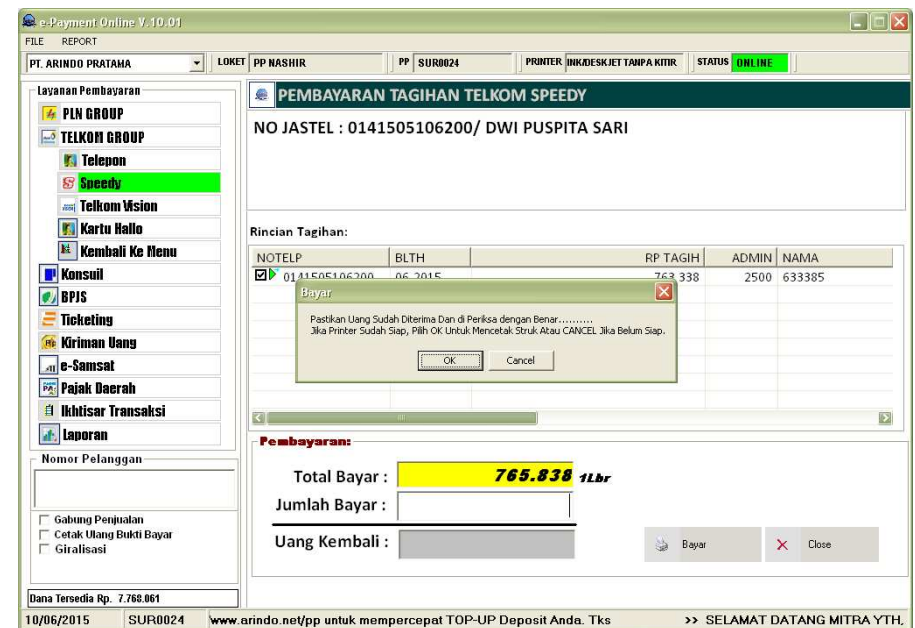 e-Payment Online V.10.01
FILE REPORT
PT. ARINDO PRATAMA LOKET PP NASHIR PP SUR0024 PRINTER INK/DESKJET TANPA KITIR STATUS ONLINE
Layanan Pembayaran
PLN GROUP
TELKOM GROUP
Telepon
Speedy
Telkom Vision
Kartu Hallo
Kembali Ke Menu
Konsuil
BPJS
Ticketing
Kiriman Uang
e-Samsat
Pajak Daerah
Ikhtisar Transaksi
Laporan
Nomor Pelanggan
Gabung Penjualan
Cetak Ulang Bukti Bayar
Giralisasi
Dana Tersedia Rp. 7.768.061
PEMBAYARAN TAGIHAN TELKOM SPEEDY
NO JASTEL : 0141505106200/ DWI PUSPITA SARI
Rincian Tagihan:
NOTELP BLTH RP TAGIH ADMIN NAMA
0141505106200 06 2015 763 338 2500 633385
Bayar
Pastikan Uang Sudah Diterima Dan di Periksa dengan Benar..........
Jika Printer Sudah Siap, Pilih OK Untuk Mencetak Struk Atau CANCEL Jika Belum Siap.
OK Cancel
Pembayaran:
Total Bayar : 765.838 1Lbr
Jumlah Bayar :
Uang Kembali :
Bayar Close
10/06/2015 SUR0024 www.arindo.net/pp untuk mempercepat TOP-UP Deposit Anda. Tks >> SELAMAT DATANG MITRA YTH,